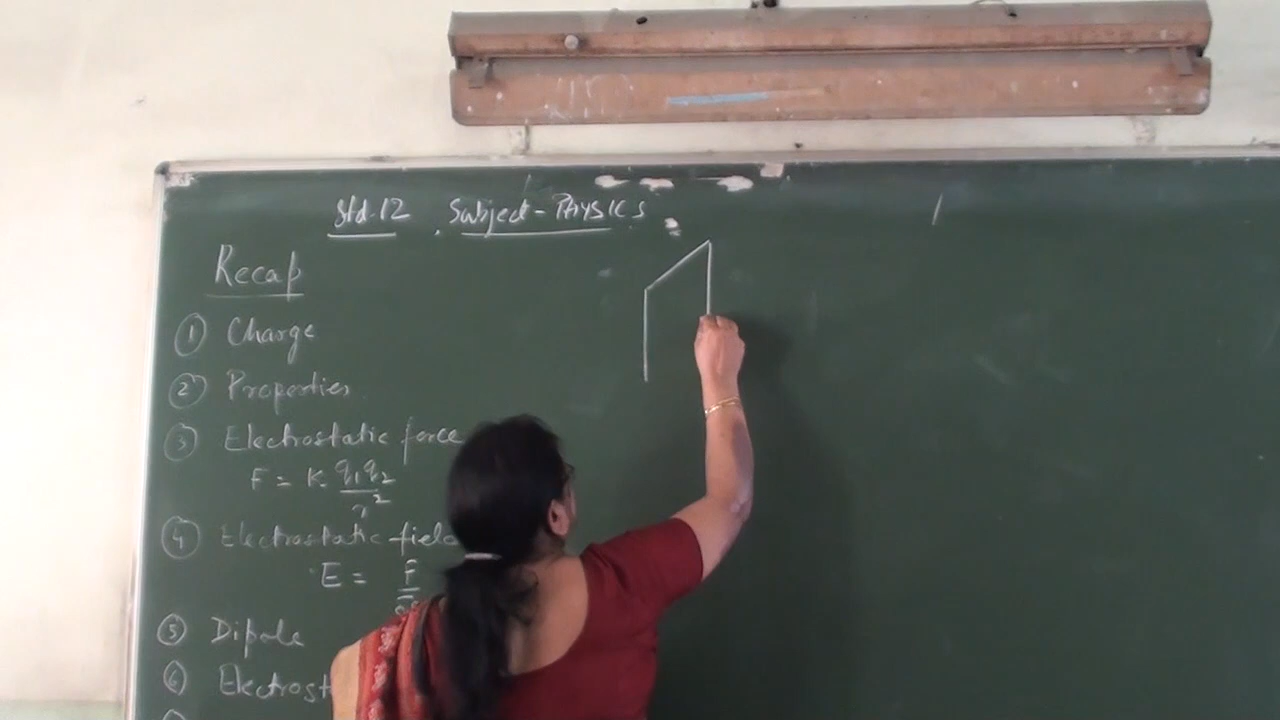 Std-12 Subject - PHYSICS
Recap
① Charge
② Properties
③ Electrostatic force
F = K q₁q₂/r²
④ Electrostatic field
E = F
⑤ Dipole
⑥